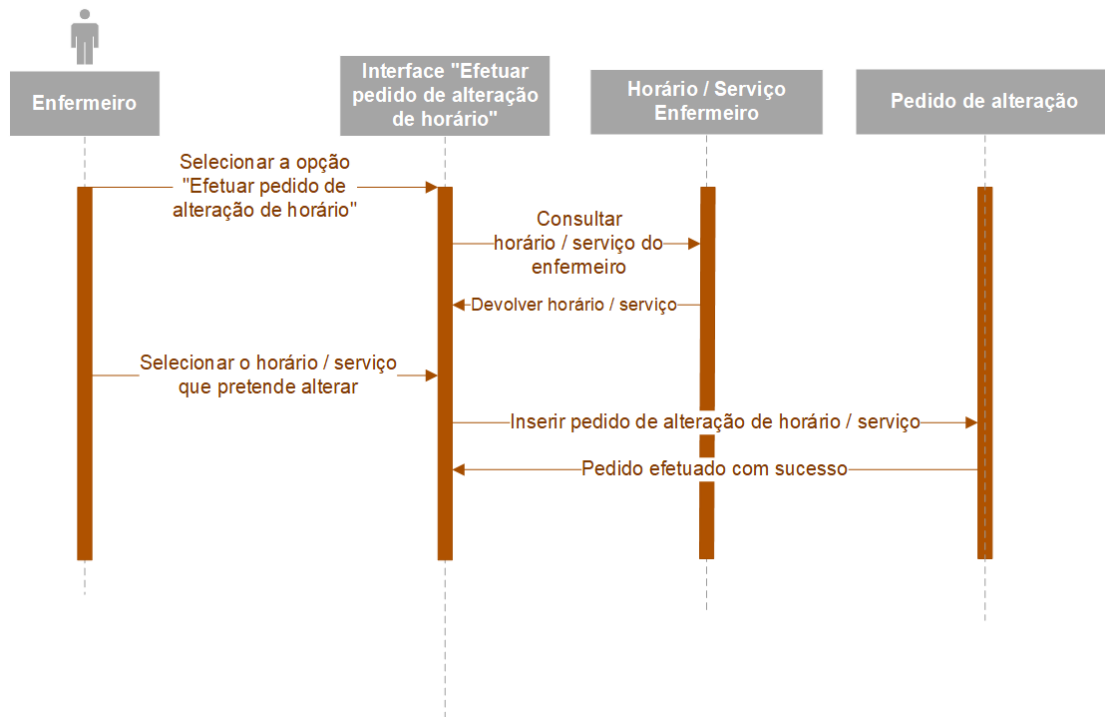 Enfermeiro
Interface "Efetuar
pedido de alteração
de horário"
Horário / Serviço
Enfermeiro
Pedido de alteração
Selecionar a opção
"Efetuar pedido de
alteração de horário"
Consultar
horário / serviço do
enfermeiro
Devolver horário / serviço
Selecionar o horário / serviço
que pretende alterar
Inserir pedido de alteração de horário / serviço
Pedido efetuado com sucesso